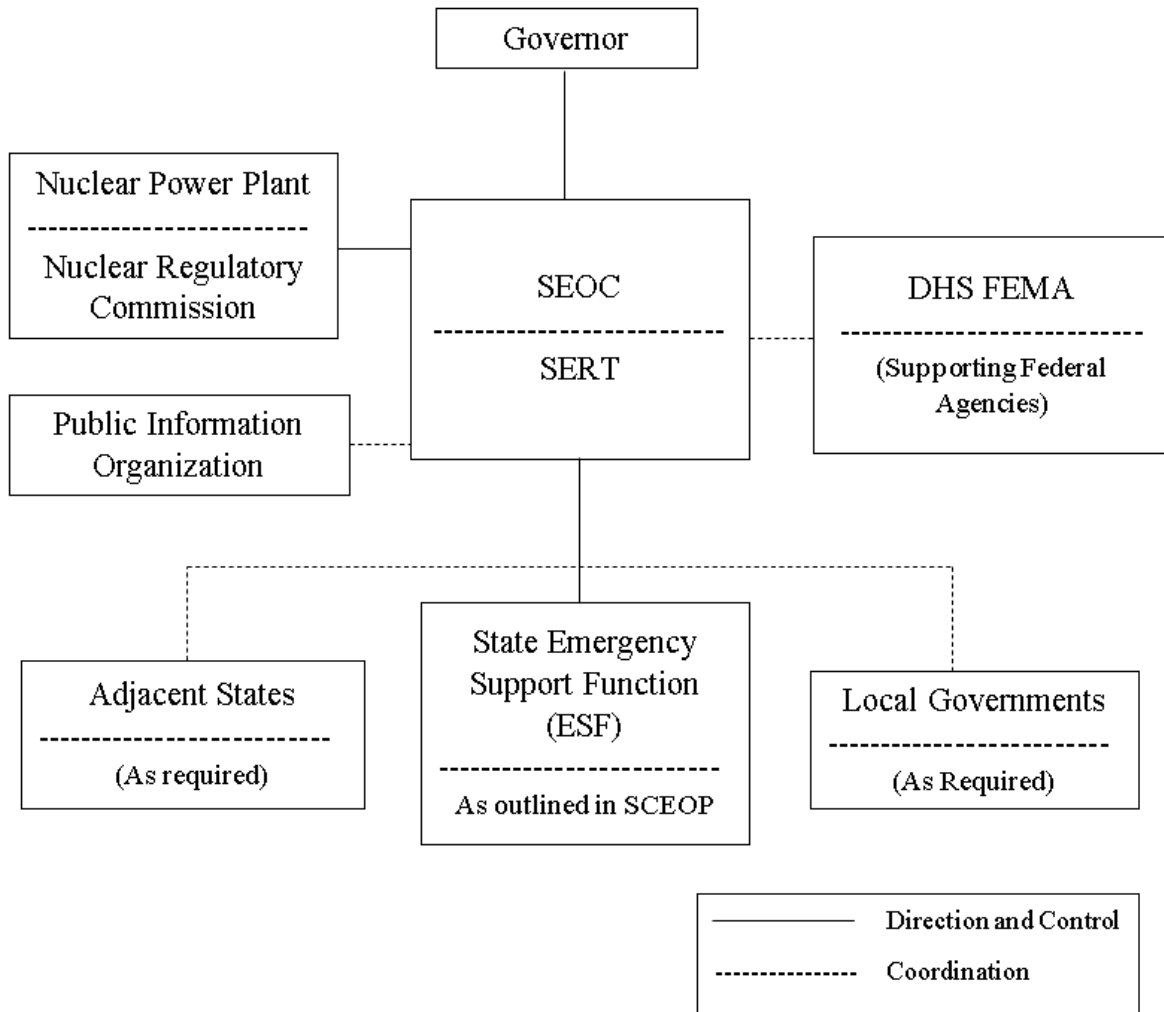 Governor
Nuclear Power Plant
Nuclear Regulatory
Commission
SEOC
SERT
DHS FEMA
(Supporting Federal
Agencies)
Public Information
Organization
Adjacent States
(As required)
State Emergency
Support Function
(ESF)
As outlined in SCEOP
Local Governments
(As Required)
Direction and Control
Coordination